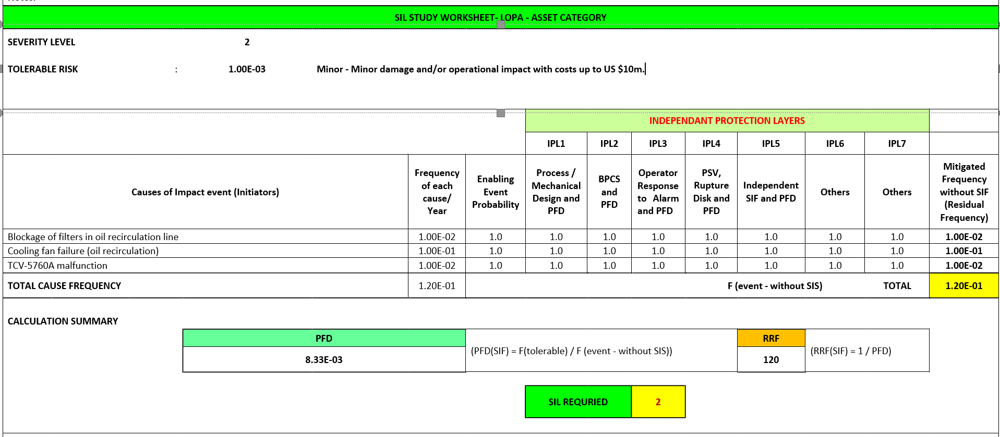 Notes:
SIL STUDY WORKSHEET- LOPA - ASSET CATEGORY
SEVERITY LEVEL 2
TOLERABLE RISK : 1.00E-03 Minor - Minor damage and/or operational impact with costs up to US $10m.
INDEPENDANT PROTECTION LAYERS
IPL1 IPL2 IPL3 IPL4 IPL5 IPL6 IPL7
Causes of Impact event (Initiators)
Frequency
of each
cause/
Year
Enabling
Event
Probability
Process /
Mechanical
Design and
PFD
BPCS
and
PFD
Operator
Response
to Alarm
and PFD
PSV,
Rupture
Disk and
PFD
Independent
SIF and PFD
Others
Others
Mitigated
Frequency
without SIF
(Residual
Frequency)
Blockage of filters in oil recirculation line 1.00E-02 1.0 1.0 1.0 1.0 1.0 1.0 1.0 1.0 1.00E-02
Cooling fan failure (oil recirculation) 1.00E-01 1.0 1.0 1.0 1.0 1.0 1.0 1.0 1.0 1.00E-01
TCV-5760A malfunction 1.00E-02 1.0 1.0 1.0 1.0 1.0 1.0 1.0 1.0 1.00E-02
TOTAL CAUSE FREQUENCY 1.20E-01 F (event - without SIS) TOTAL 1.20E-01
CALCULATION SUMMARY
PFD
8.33E-03
(PFD(SIF) = F(tolerable) / F (event - without SIS))
RRF
120
(RRF(SIF) = 1 / PFD)
SIL REQURIED 2